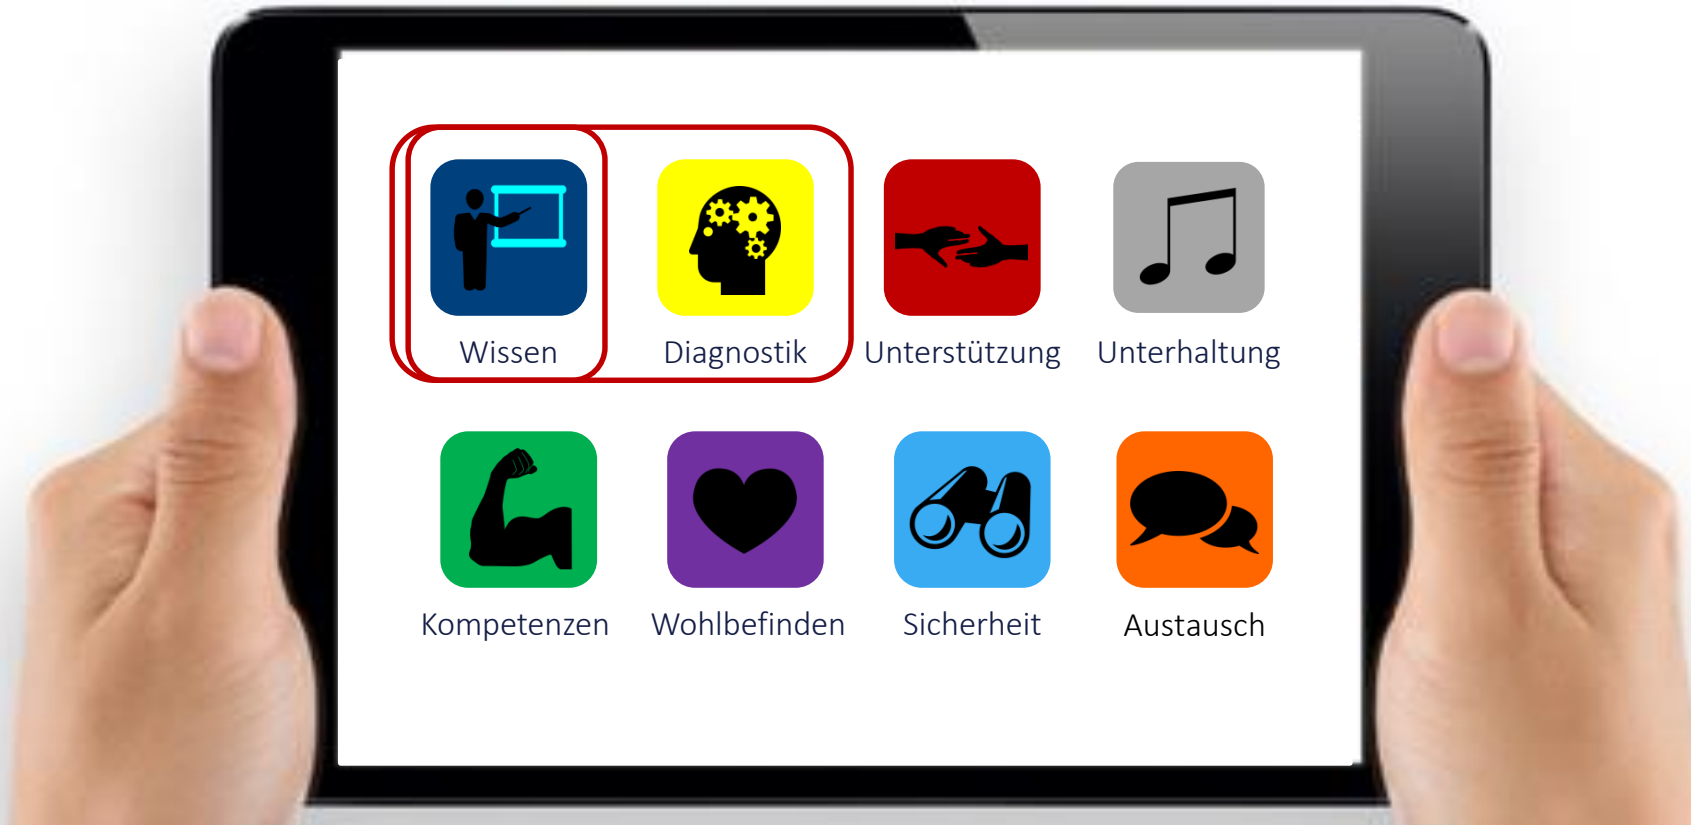 Wissen
Diagnostik
Unterstützung
Unterhaltung
Kompetenzen
Wohlbefinden
Sicherheit
Austausch